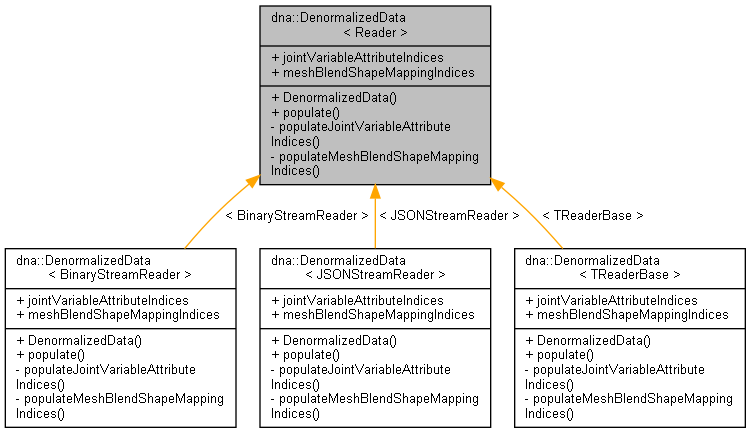 dna::DenormalizedData
< Reader >
+ jointVariableAttributeIndices
+ meshBlendShapeMappingIndices
+ DenormalizedData()
+ populate()
- populateJointVariableAttribute
Indices()
- populateMeshBlendShapeMapping
Indices()
< BinaryStreamReader >
< JSONStreamReader >
< TReaderBase >
dna::DenormalizedData
< BinaryStreamReader >
+ jointVariableAttributeIndices
+ meshBlendShapeMappingIndices
+ DenormalizedData()
+ populate()
- populateJointVariableAttribute
Indices()
- populateMeshBlendShapeMapping
Indices()
dna::DenormalizedData
< JSONStreamReader >
+ jointVariableAttributeIndices
+ meshBlendShapeMappingIndices
+ DenormalizedData()
+ populate()
- populateJointVariableAttribute
Indices()
- populateMeshBlendShapeMapping
Indices()
dna::DenormalizedData
< TReaderBase >
+ jointVariableAttributeIndices
+ meshBlendShapeMappingIndices
+ DenormalizedData()
+ populate()
- populateJointVariableAttribute
Indices()
- populateMeshBlendShapeMapping
Indices()